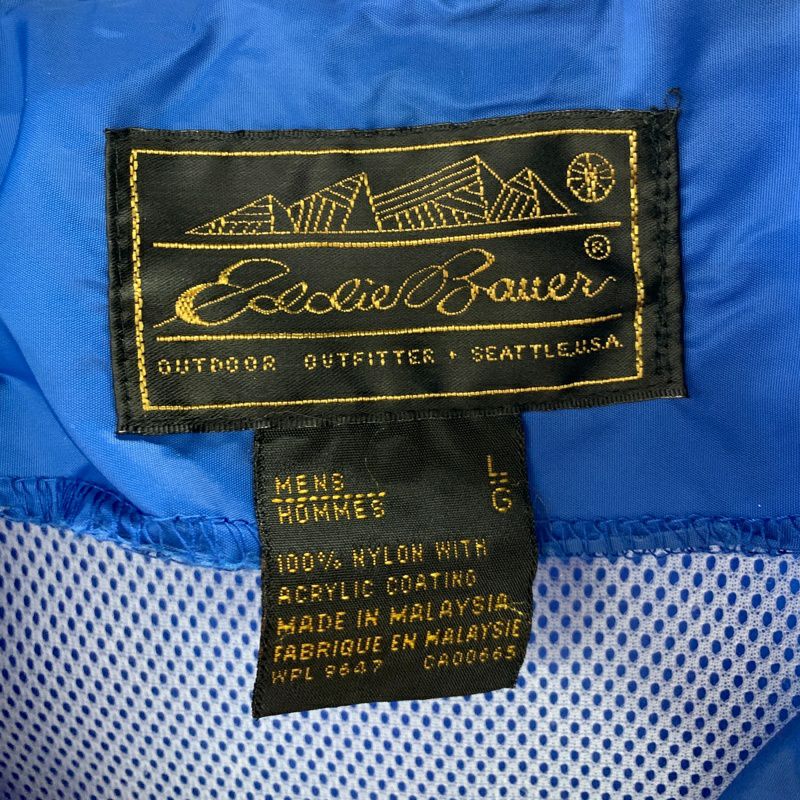 Eddie Bauer®
OUTDOOR OUTFITTER • SEATTLE,U.S.A.
MENS L
HOMMES G
100% NYLON WITH
ACRYLIC COATING
MADE IN MALAYSIA
FABRIQUE EN MALAYSIE
WPL 9647 CA00665